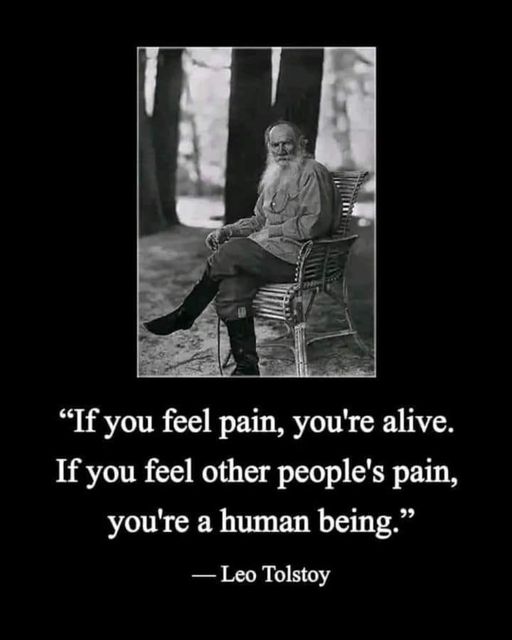 “If you feel pain, you're alive.
If you feel other people's pain,
you're a human being.”
— Leo Tolstoy